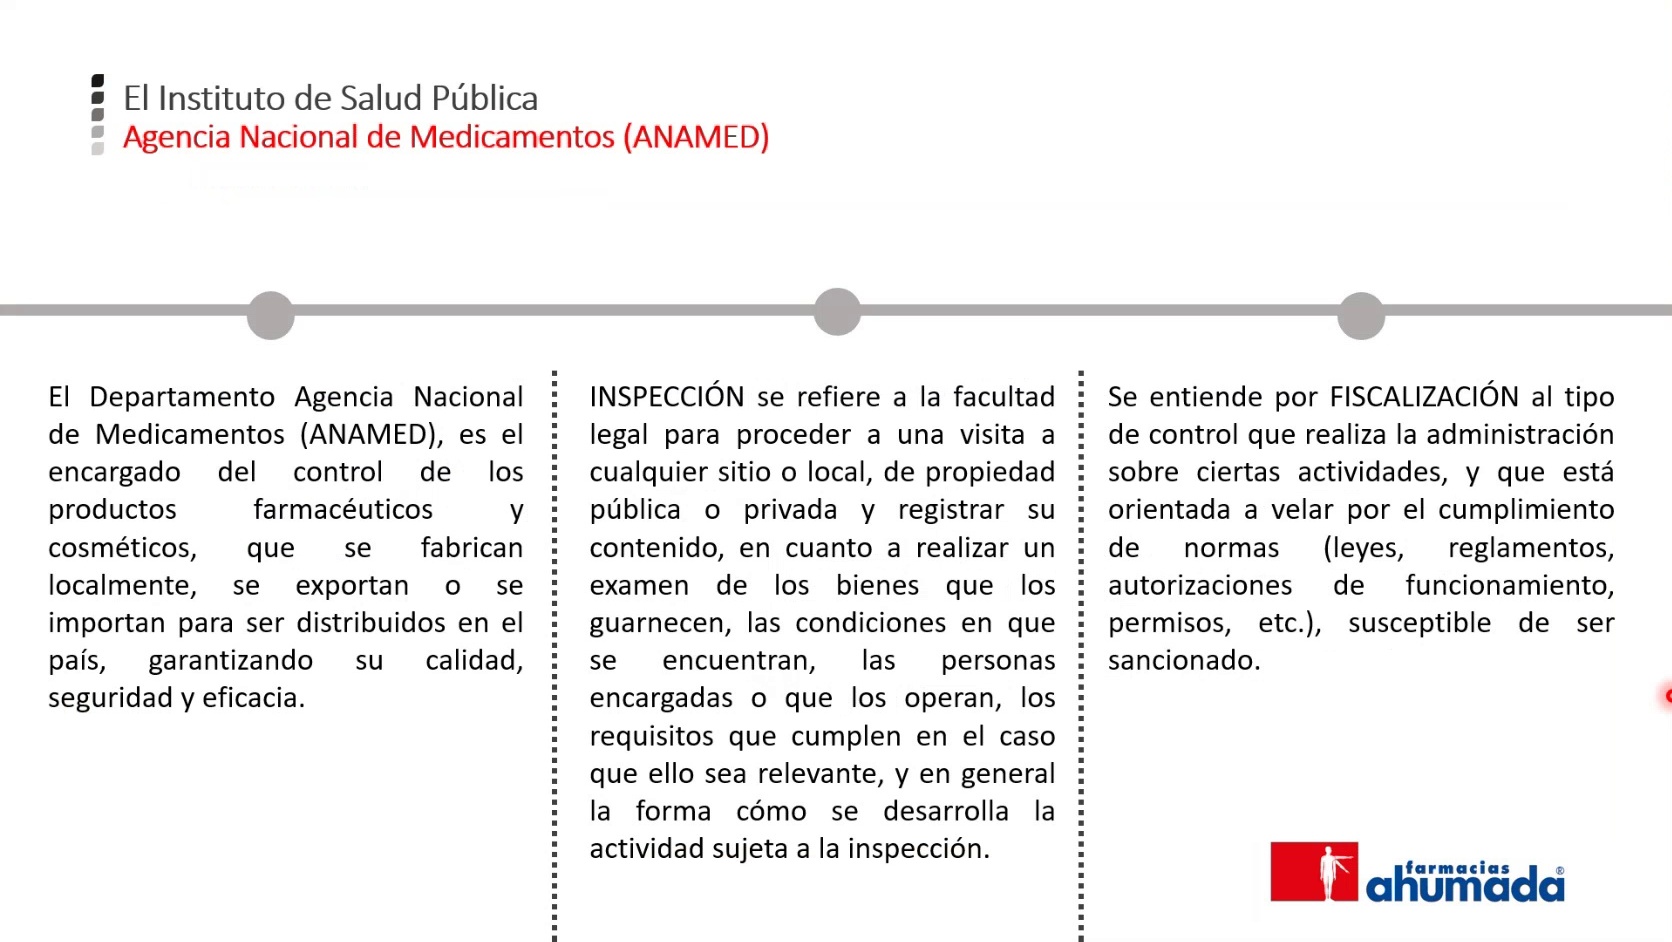 El Instituto de Salud Pública
Agencia Nacional de Medicamentos (ANAMED)
El Departamento Agencia Nacional
de Medicamentos (ANAMED), es el
encargado del control de los
productos farmacéuticos y
cosméticos, que se fabrican
localmente, se exportan o se
importan para ser distribuidos en el
país, garantizando su calidad,
seguridad y eficacia.
INSPECCIÓN se refiere a la facultad
legal para proceder a una visita a
cualquier sitio o local, de propiedad
pública o privada y registrar su
contenido, en cuanto a realizar un
examen de los bienes que los
guarnecen, las condiciones en que
se encuentran, las personas
encargadas o que los operan, los
requisitos que cumplen en el caso
que ello sea relevante, y en general
la forma cómo se desarrolla la
actividad sujeta a la inspección.
Se entiende por FISCALIZACIÓN al tipo
de control que realiza la administración
sobre ciertas actividades, y que está
orientada a velar por el cumplimiento
de normas (leyes, reglamentos,
autorizaciones de funcionamiento,
permisos, etc.), susceptible de ser
sancionado.
farmacias
ahumada®